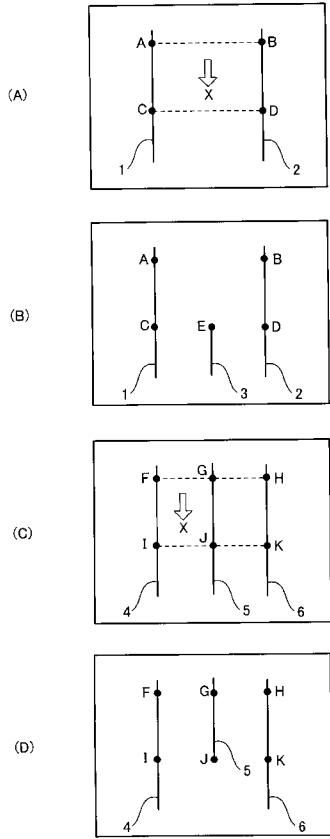 (A)
A B
X
C D
1 2
(B)
A B
C E D
1 3 2
(C)
F G H
X
I J K
4 5 6
(D)
F G H
I J K
5
4 6